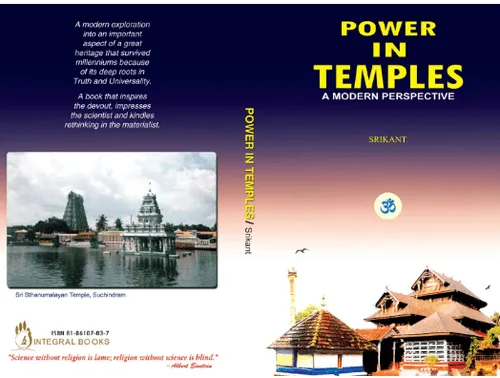 A modern exploration
into an important
aspect of a great
heritage that survived
millenniums because
of its deep roots in
Truth and Universality.
A book that inspires
the devout, impresses
the scientist and kindles
rethinking in the materialist.
Sri Sthanumalayan Temple, Suchindram
ISBN 81-86107-03-7
INTEGRAL BOOKS
"Science without religion is lame; religion without science is blind."
- Albert Einstein
POWER IN TEMPLES / Srikant
POWER
IN
TEMPLES
A MODERN PERSPECTIVE
SRIKANT
ॐ